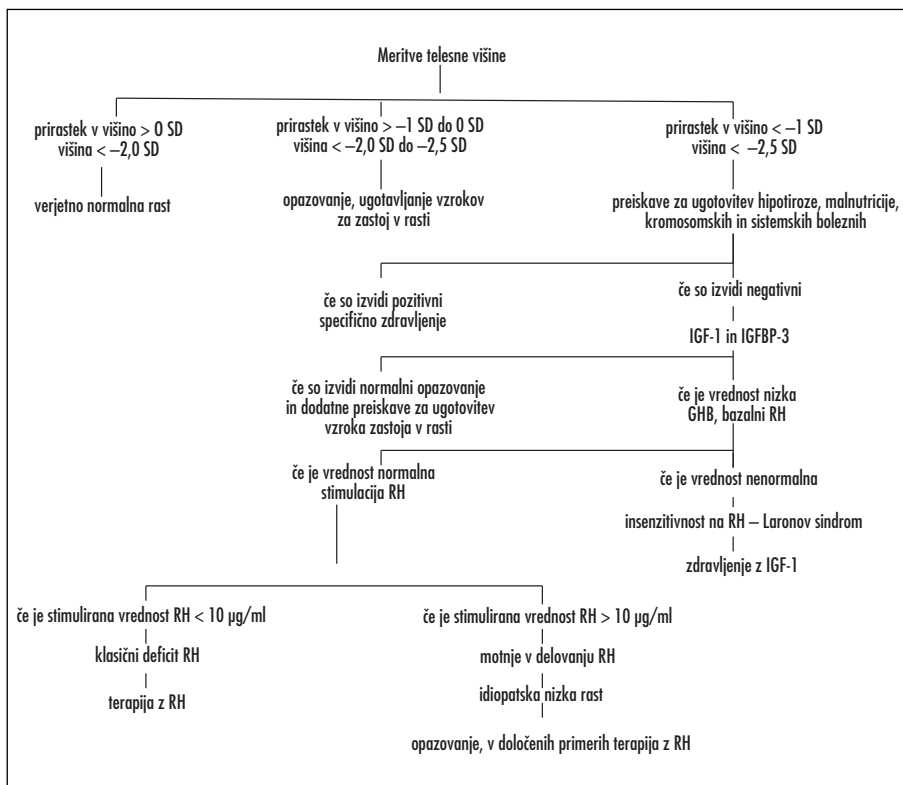 Meritve telesne višine
prirastek v višino > 0 SD
višina < –2,0 SD
prirastek v višino > –1 SD do 0 SD
višina < –2,0 SD do –2,5 SD
prirastek v višino < –1 SD
višina < –2,5 SD
verjetno normalna rast
opazovanje, ugotavljanje vzrokov
za zastoj v rasti
preiskave za ugotovitev hipotiroze, malnutricije,
kromosomskih in sistemskih boleznih
če so izvidi pozitivni
specifično zdravljenje
če so izvidi negativni
IGF-1 in IGFBP-3
če so izvidi normalni opazovanje
in dodatne preiskave za ugotovitev
vzroka zastoja v rasti
če je vrednost nizka
GHB, bazalni RH
če je vrednost normalna
stimulacija RH
če je vrednost nenormalna
insenzitivnost na RH – Laronov sindrom
zdravljenje z IGF-1
če je stimulirana vrednost RH < 10 µg/ml
klasični deficit RH
terapija z RH
če je stimulirana vrednost RH > 10 µg/ml
motnje v delovanju RH
idiopatska nizka rast
opazovanje, v določenih primerih terapija z RH